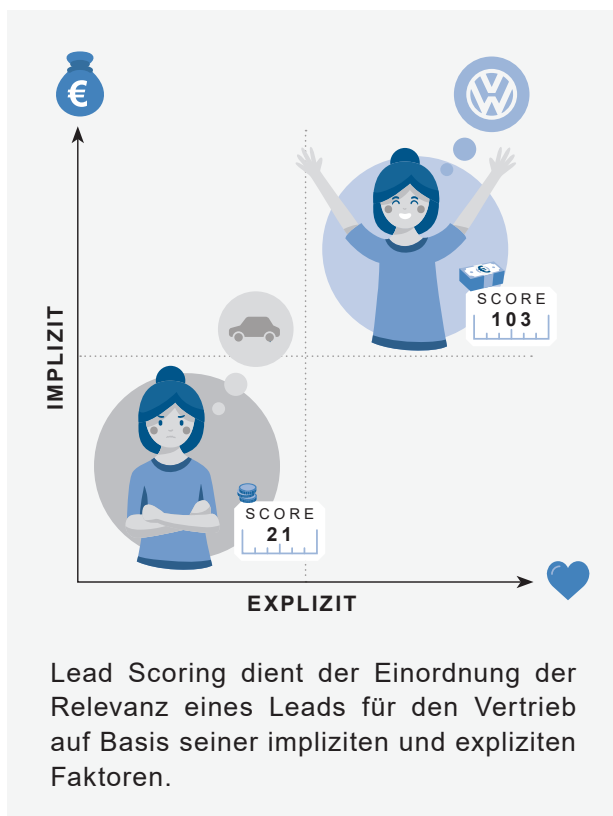 €
VW
€
SCORE
103
IMPLIZIT
SCORE
21
EXPLIZIT
Lead Scoring dient der Einordnung der
Relevanz eines Leads für den Vertrieb
auf Basis seiner impliziten und expliziten
Faktoren.